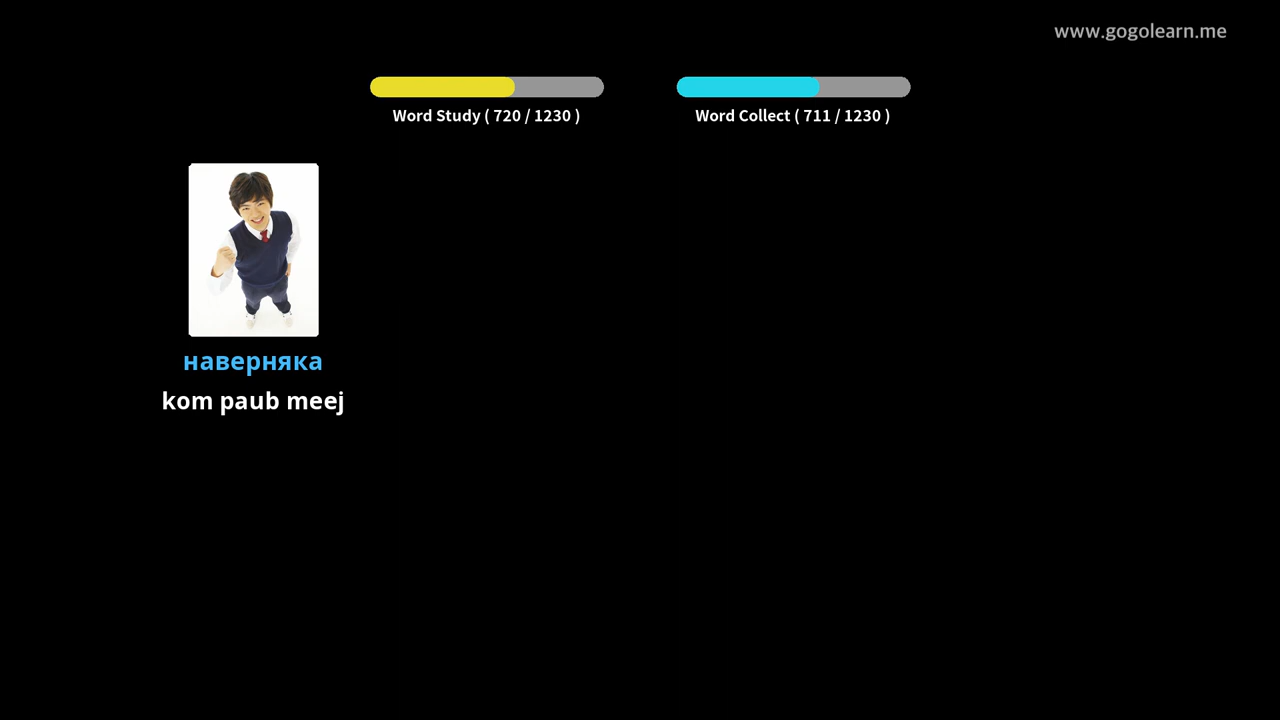 www.gogolearn.me
Word Study ( 720 / 1230 )
Word Collect ( 711 / 1230 )
наверняка
kom paub meej